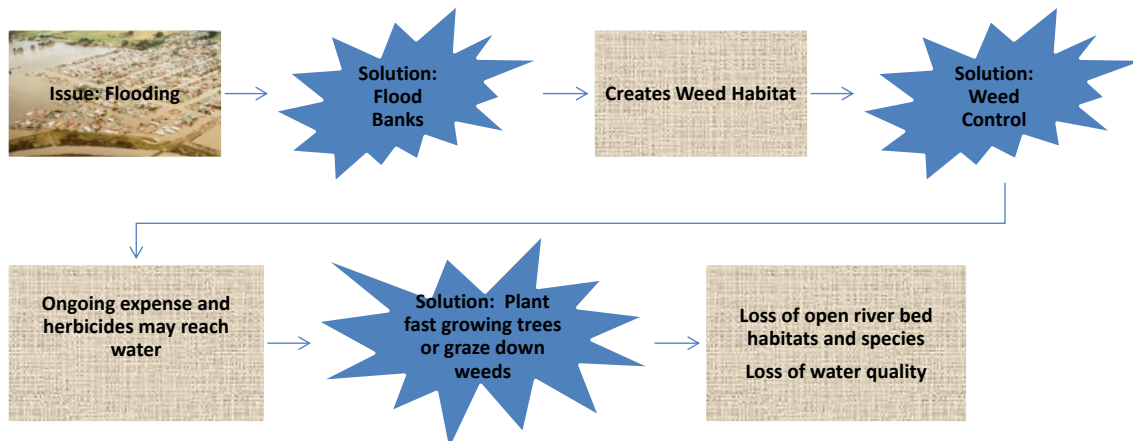 Issue: Flooding
Solution:
Flood
Banks
Creates Weed Habitat
Solution:
Weed
Control
Ongoing expense and
herbicides may reach
water
Solution: Plant
fast growing trees
or graze down
weeds
Loss of open river bed
habitats and species
Loss of water quality